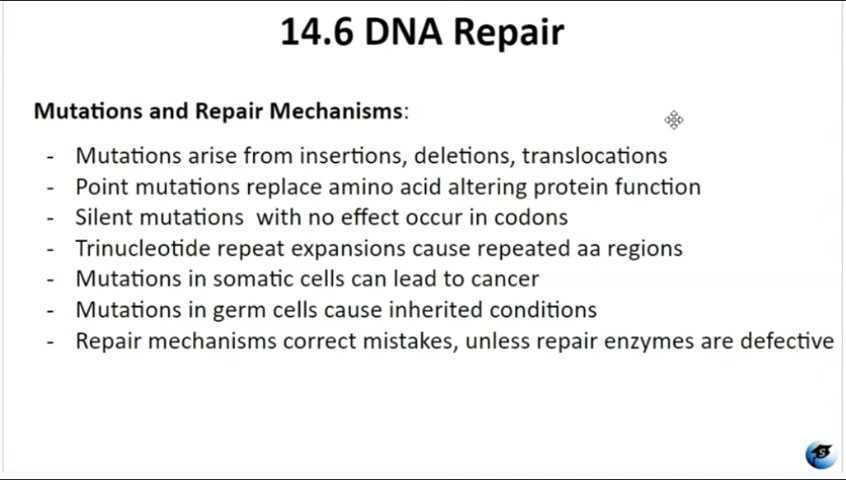 14.6 DNA Repair
Mutations and Repair Mechanisms:
- Mutations arise from insertions, deletions, translocations
- Point mutations replace amino acid altering protein function
- Silent mutations  with no effect occur in codons
- Trinucleotide repeat expansions cause repeated aa regions
- Mutations in somatic cells can lead to cancer
- Mutations in germ cells cause inherited conditions
- Repair mechanisms correct mistakes, unless repair enzymes are defective
S